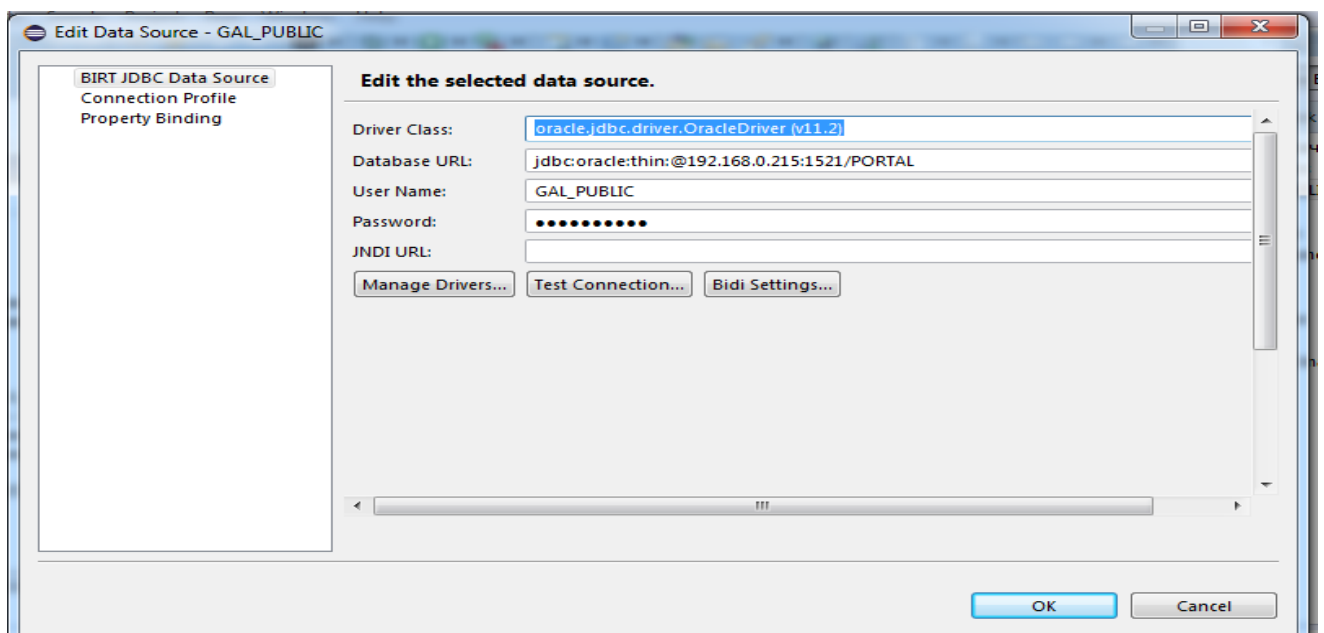 Edit Data Source - GAL_PUBLIC
BIRT JDBC Data Source
Connection Profile
Property Binding
Edit the selected data source.
Driver Class: oracle.jdbc.driver.OracleDriver (v11.2)
Database URL: jdbc:oracle:thin:@192.168.0.215:1521/PORTAL
User Name: GAL_PUBLIC
Password: ●●●●●●●●●●
JNDI URL:
Manage Drivers... Test Connection... Bidi Settings...
OK Cancel